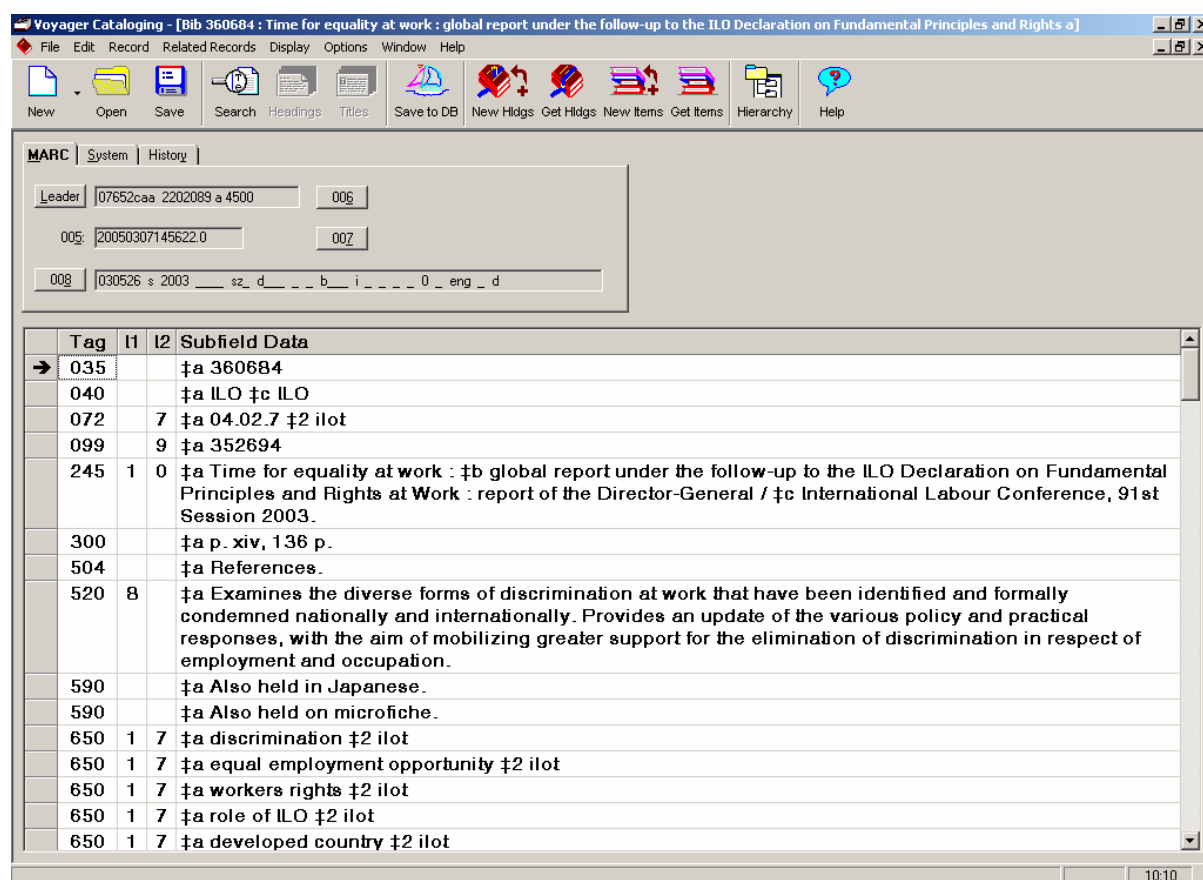 Voyager Cataloging - [Bib 360684 : Time for equality at work : global report under the follow-up to the ILO Declaration on Fundamental Principles and Rights a]
File Edit Record Related Records Display Options Window Help
New Open Save Search Headings Titles Save to DB New Hldgs Get Hldgs New Items Get Items Hierarchy Help
MARC System History
Leader 07652caa 2202089 a 4500 006
005: 20050307145622.0 007
008 030526 s 2003 ____ sz_ d___ _ _ b___ i _ _ _ _ 0 _ eng _ d
Tag I1 I2 Subfield Data
035 ‡a 360684
040 ‡a ILO ‡c ILO
072 7 ‡a 04.02.7 ‡2 ilot
099 9 ‡a 352694
245 1 0 ‡a Time for equality at work : ‡b global report under the follow-up to the ILO Declaration on Fundamental
Principles and Rights at Work : report of the Director-General / ‡c International Labour Conference, 91st
Session 2003.
300 ‡a p. xiv, 136 p.
504 ‡a References.
520 8 ‡a Examines the diverse forms of discrimination at work that have been identified and formally
condemned nationally and internationally. Provides an update of the various policy and practical
responses, with the aim of mobilizing greater support for the elimination of discrimination in respect of
employment and occupation.
590 ‡a Also held in Japanese.
590 ‡a Also held on microfiche.
650 1 7 ‡a discrimination ‡2 ilot
650 1 7 ‡a equal employment opportunity ‡2 ilot
650 1 7 ‡a workers rights ‡2 ilot
650 1 7 ‡a role of ILO ‡2 ilot
650 1 7 ‡a developed country ‡2 ilot
10:10